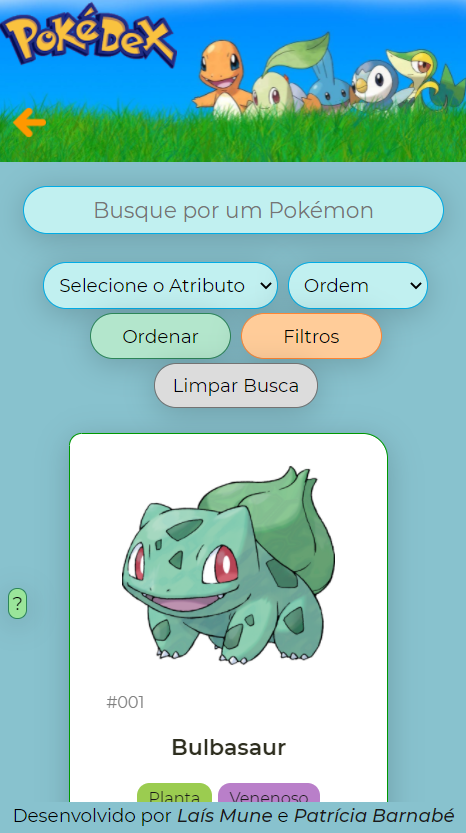 PokéDex
Busque por um Pokémon
Selecione o Atributo Ordem
Ordenar Filtros
Limpar Busca
?
#001
Bulbasaur
Planta Venenoso
Desenvolvido por Laís Mune e Patrícia Barnabé